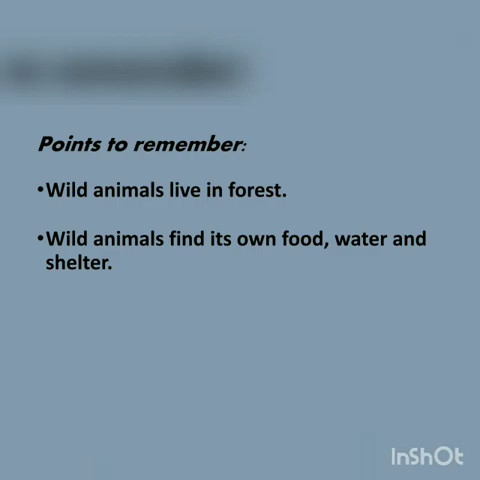 Points to remember:
•Wild animals live in forest.
•Wild animals find its own food, water and
shelter.
InShOt